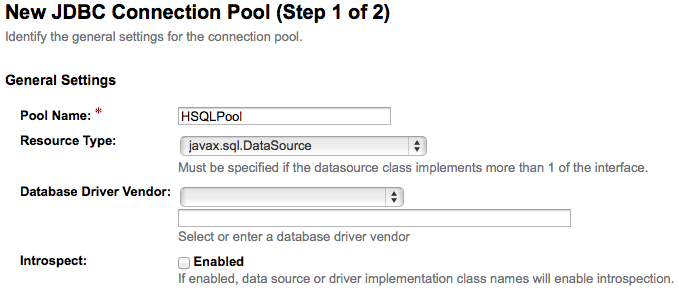 New JDBC Connection Pool (Step 1 of 2)
Identify the general settings for the connection pool.
General Settings
Pool Name: * HSQLPool
Resource Type: javax.sql.DataSource
Must be specified if the datasource class implements more than 1 of the interface.
Database Driver Vendor:
Select or enter a database driver vendor
Introspect: Enabled
If enabled, data source or driver implementation class names will enable introspection.